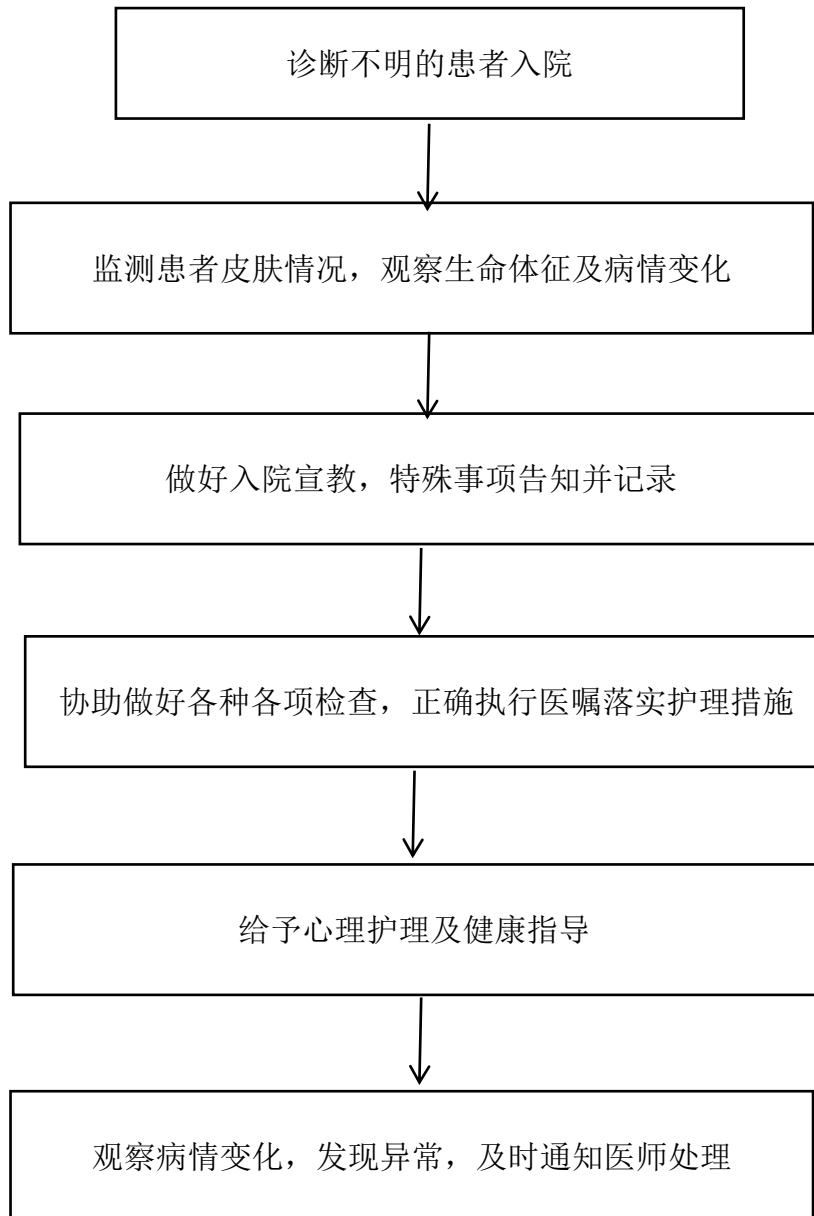 诊断不明的患者入院
监测患者皮肤情况，观察生命体征及病情变化
做好入院宣教，特殊事项告知并记录
协助做好各种各项检查，正确执行医嘱落实护理措施
给予心理护理及健康指导
观察病情变化，发现异常，及时通知医师处理